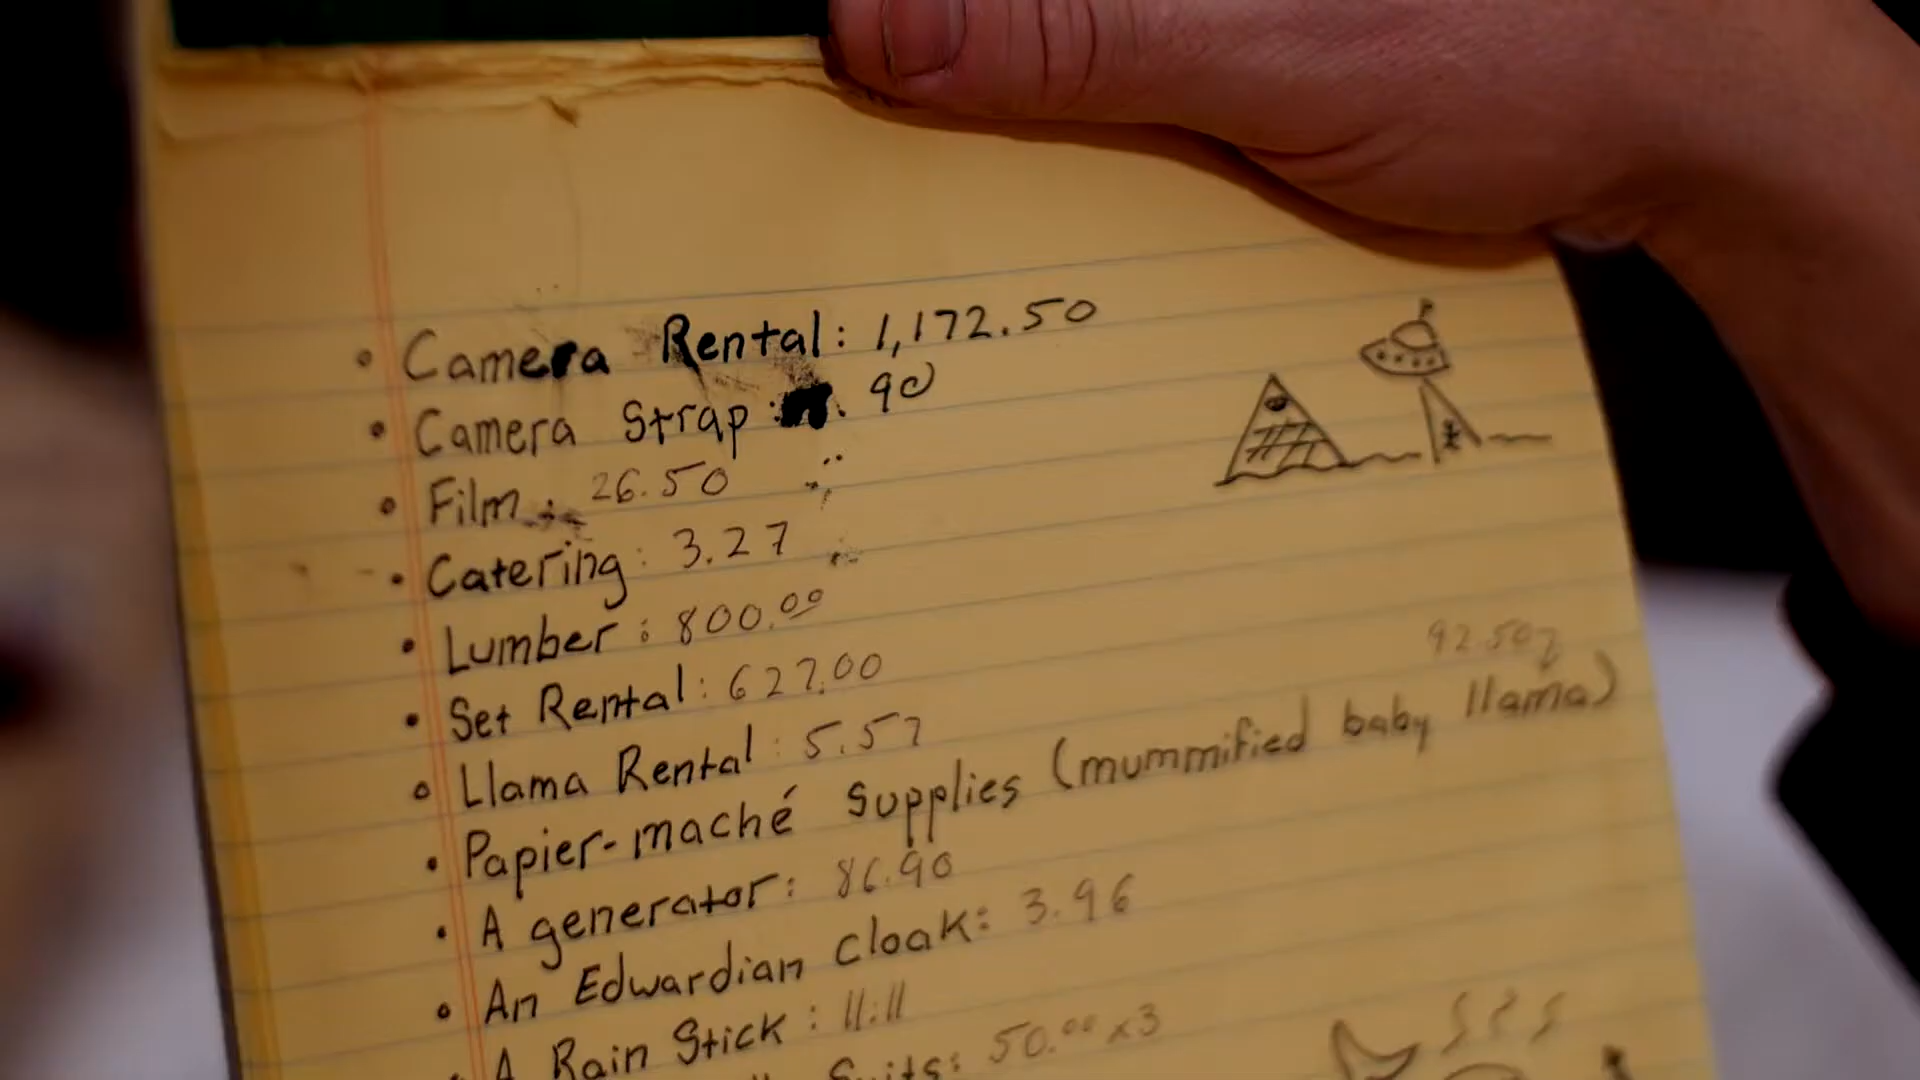 • Camera Rental: 1,172.50
• Camera Strap: . 90
• Film: 26.50
• Catering: 3.27
• Lumber: 800.00
• Set Rental: 627.00
• Llama Rental: 5.57
92.50
• Papier-maché Supplies (mummified baby llama)
• A generator: 86.90
• An Edwardian Cloak: 3.96
• A Rain Stick: 11.11
Suits: 50.00 x3